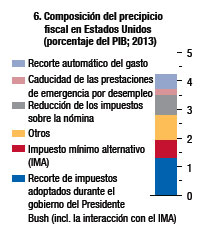 6. Composición del precipicio
fiscal en Estados Unidos
(porcentaje del PIB; 2013)
5
Recorte automático del gasto
4
Caducidad de las prestaciones
de emergencia por desempleo
Reducción de los impuestos
sobre la nómina
3
Otros
2
Impuesto mínimo alternativo
(IMA)
1
Recorte de impuestos
adoptados durante el
gobierno del Presidente
Bush (incl. la interacción con el IMA)
0